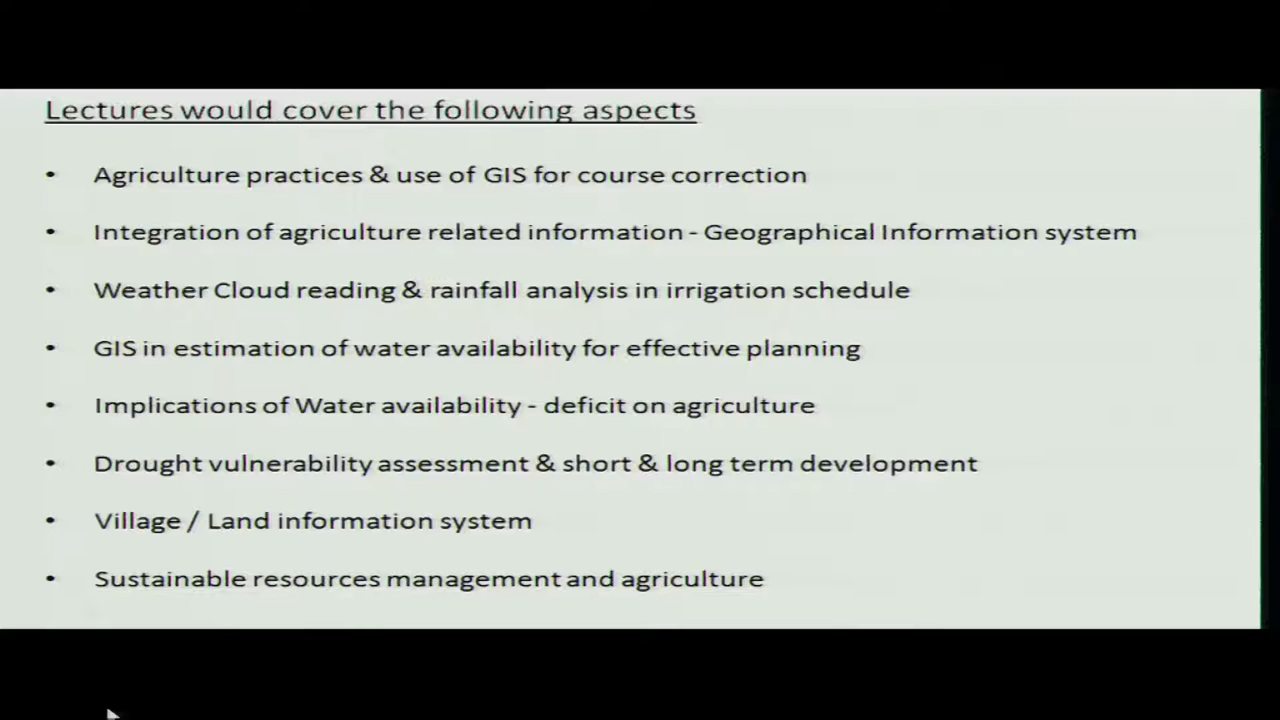 Lectures would cover the following aspects
• Agriculture practices & use of GIS for course correction
• Integration of agriculture related information - Geographical Information system
• Weather Cloud reading & rainfall analysis in irrigation schedule
• GIS in estimation of water availability for effective planning
• Implications of Water availability - deficit on agriculture
• Drought vulnerability assessment & short & long term development
• Village / Land information system
• Sustainable resources management and agriculture